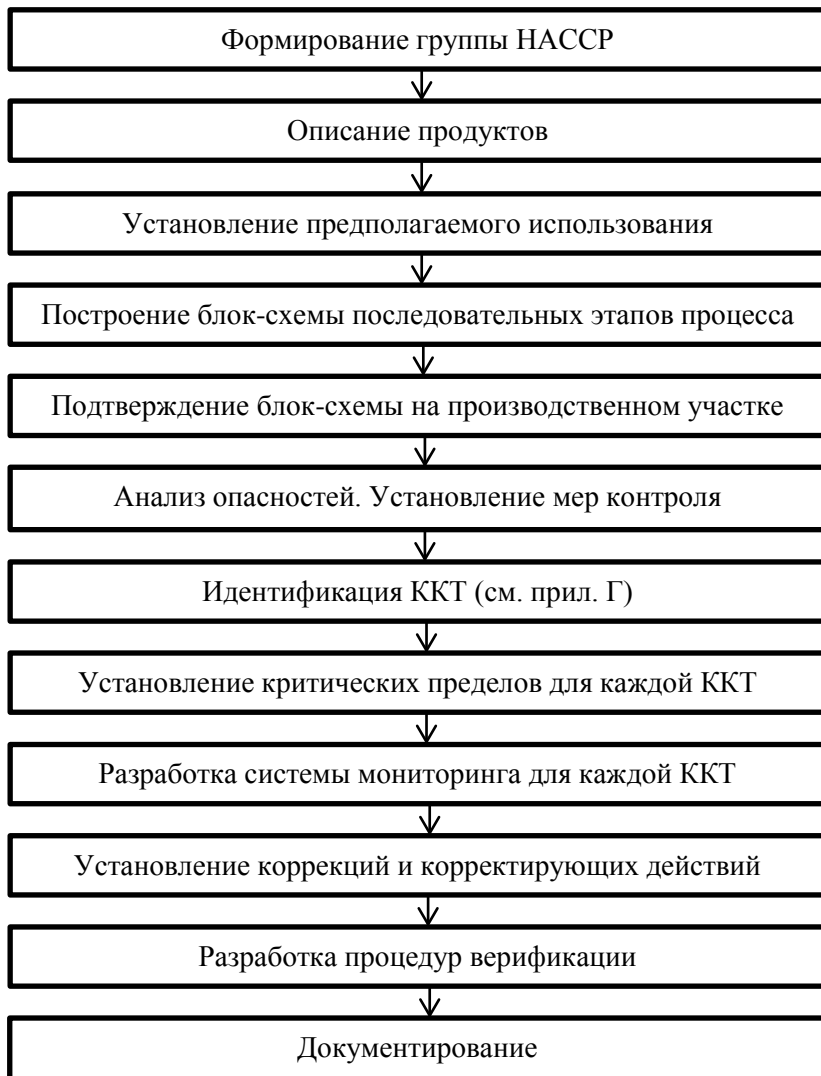 Формирование группы НАССР
Описание продуктов
Установление предполагаемого использования
Построение блок-схемы последовательных этапов процесса
Подтверждение блок-схемы на производственном участке
Анализ опасностей. Установление мер контроля
Идентификация ККТ (см. прил. Г)
Установление критических пределов для каждой ККТ
Разработка системы мониторинга для каждой ККТ
Установление коррекций и корректирующих действий
Разработка процедур верификации
Документирование